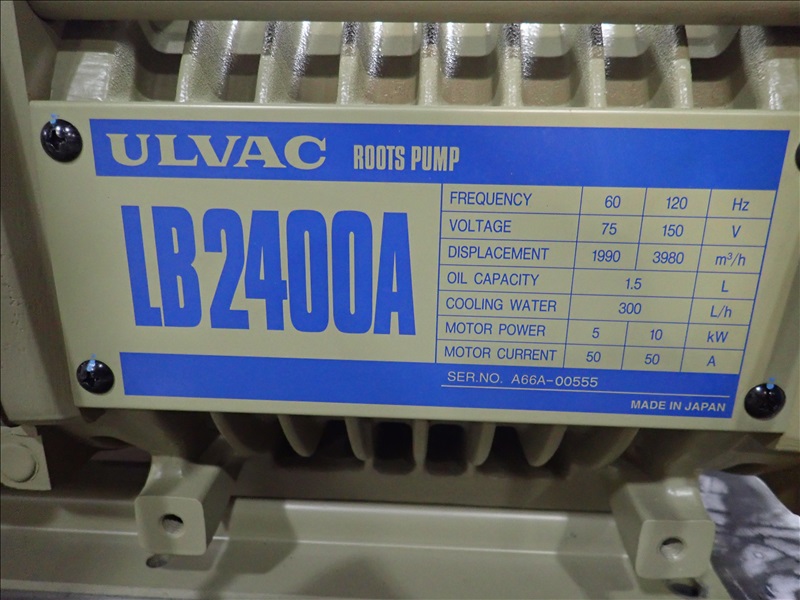 ULVAC ROOTS PUMP
LB2400A
FREQUENCY 60 120 Hz
VOLTAGE 75 150 V
DISPLACEMENT 1990 3980 m³/h
OIL CAPACITY 1.5 L
COOLING WATER 300 L/h
MOTOR POWER 5 10 kW
MOTOR CURRENT 50 50 A
SER.NO. A66A-00555
MADE IN JAPAN